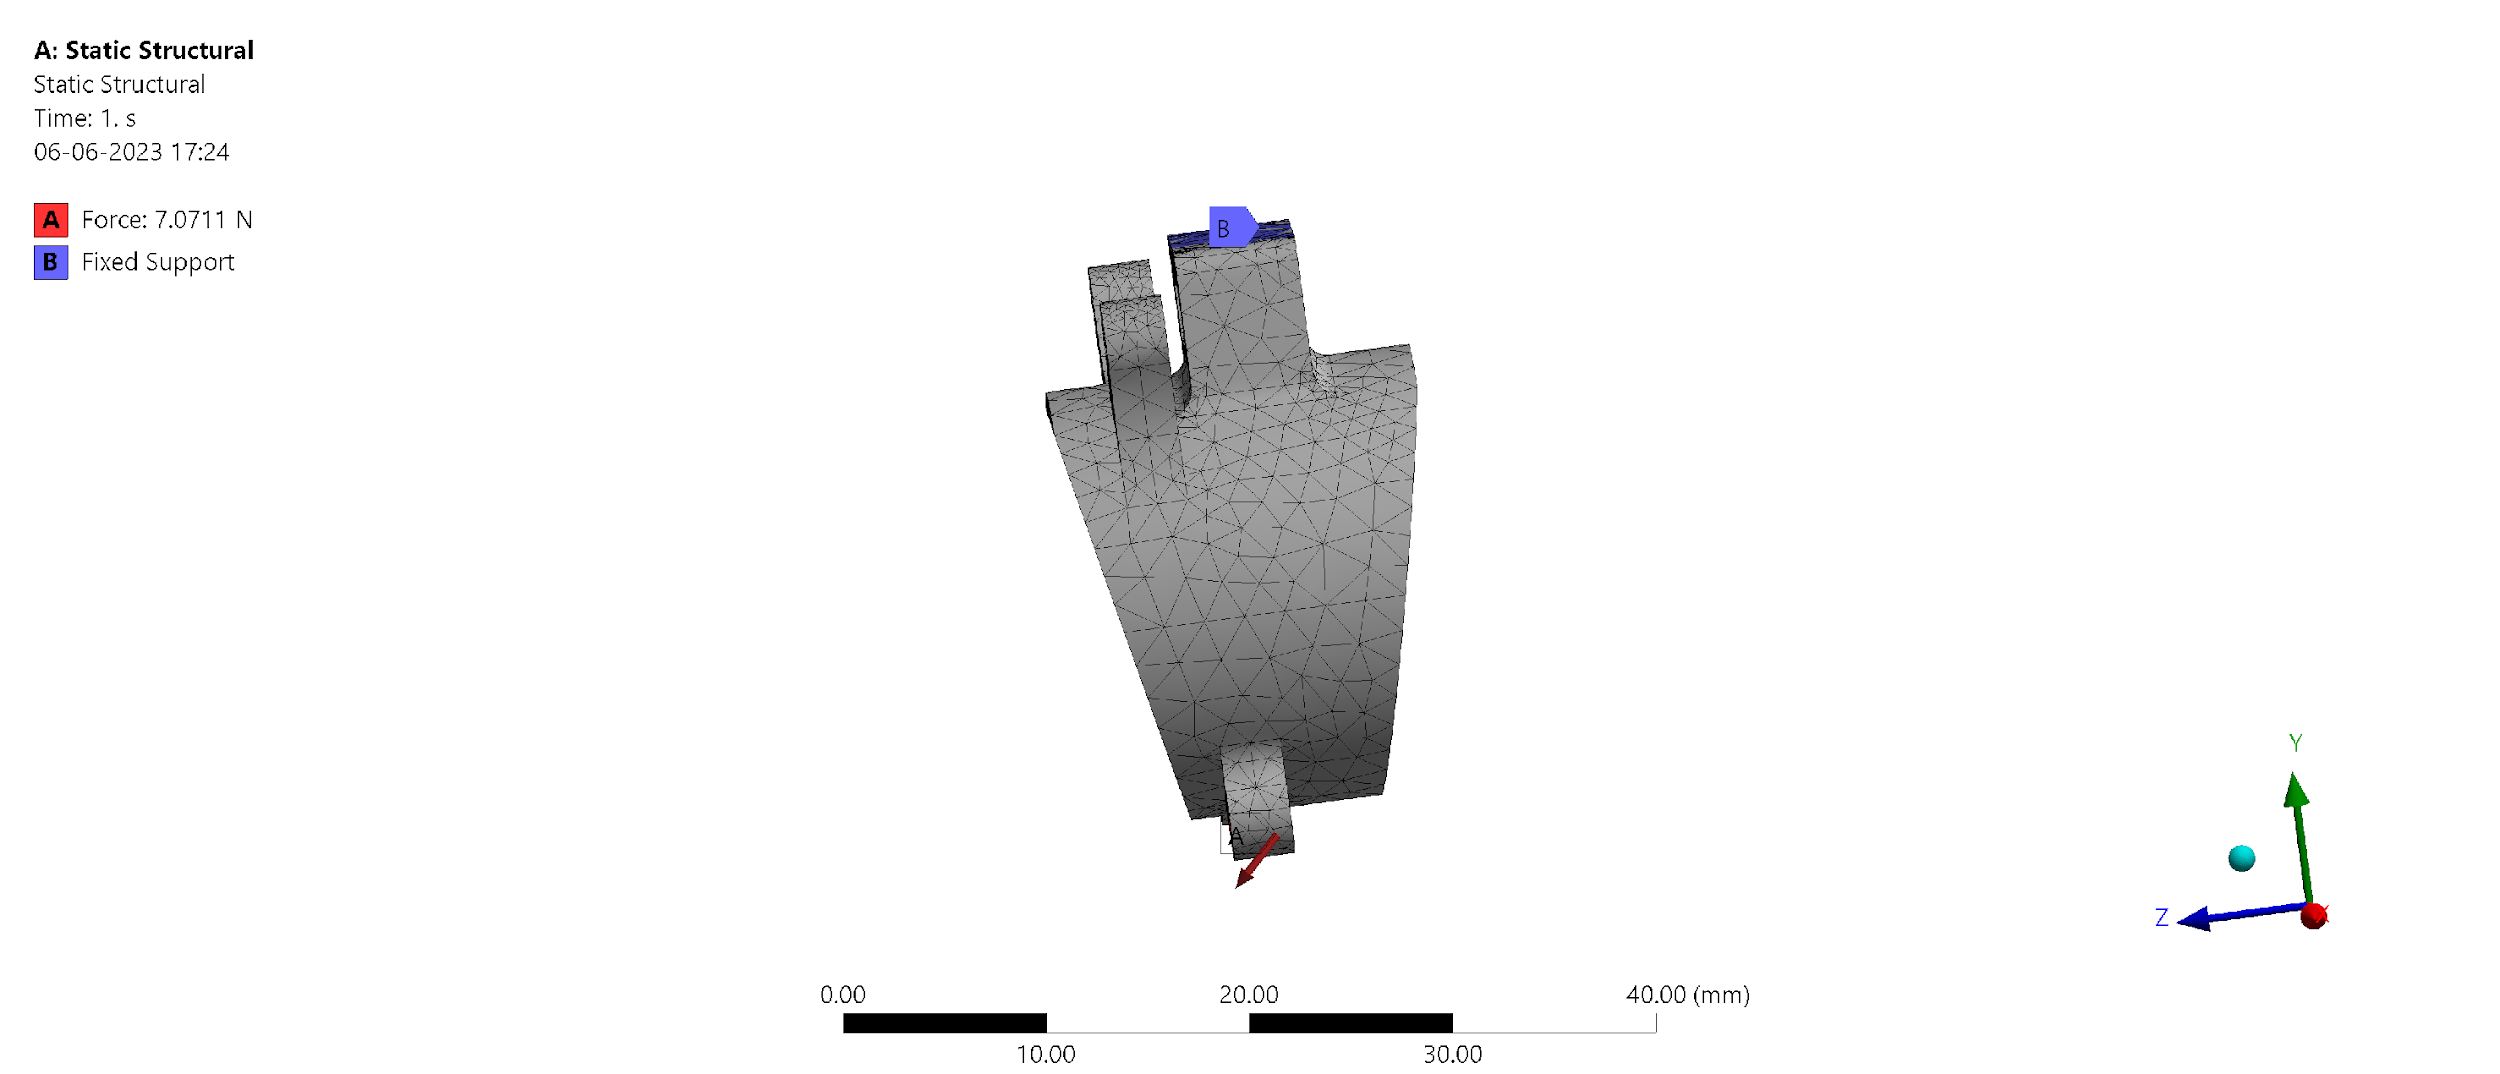 A: Static Structural
Static Structural
Time: 1. s
06-06-2023 17:24
A Force: 7.0711 N
B Fixed Support
B
A
Y
Z
X
0.00 20.00 40.00 (mm)
10.00 30.00